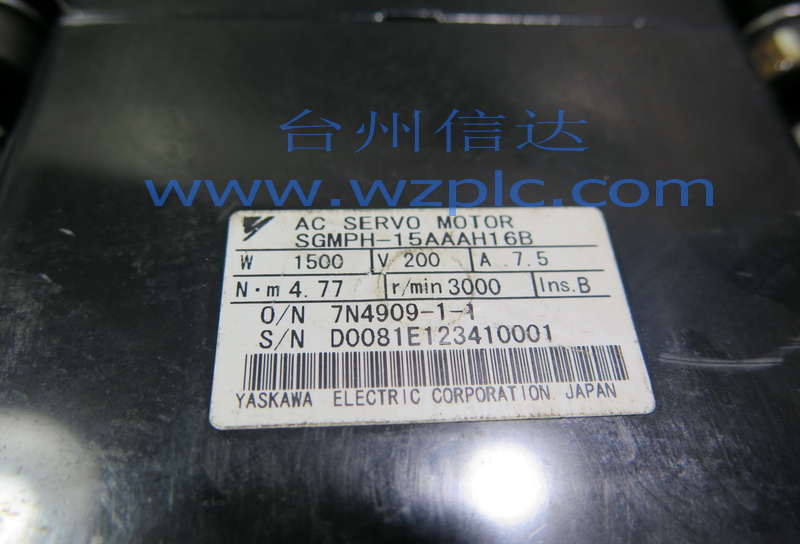 台州信达
www.wzplc.com
AC SERVO MOTOR
SGMPH-15AAAH16B
W 1500 V 200 A 7.5
N·m 4.77 r/min 3000 Ins.B
O/N 7N4909-1-1
S/N D0081E123410001
YASKAWA ELECTRIC CORPORATION JAPAN